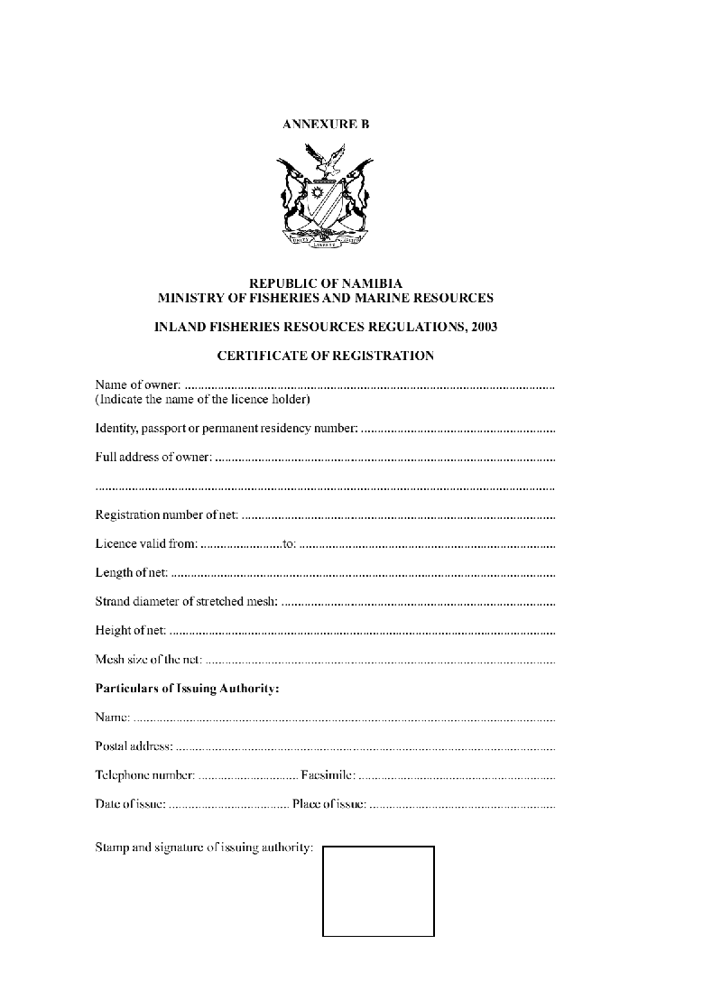 ANNEXURE B
UNITY LIBERTY JUSTICE
REPUBLIC OF NAMIBIA
MINISTRY OF FISHERIES AND MARINE RESOURCES
INLAND FISHERIES RESOURCES REGULATIONS, 2003
CERTIFICATE OF REGISTRATION
Name of owner: ................................................................................................................
(Indicate the name of the licence holder)
Identity, passport or permanent residency number: ...........................................................
Full address of owner: .......................................................................................................
...........................................................................................................................................
Registration number of net: ...............................................................................................
Licence valid from: .........................to: ..............................................................................
Length of net: .....................................................................................................................
Strand diameter of stretched mesh: ...................................................................................
Height of net: .....................................................................................................................
Mesh size of the net: ..........................................................................................................
Particulars of Issuing Authority:
Name: ................................................................................................................................
Postal address: ...................................................................................................................
Telephone number: .............................. Facsimile: ............................................................
Date of issue: ..................................... Place of issue: ........................................................
Stamp and signature of issuing authority: